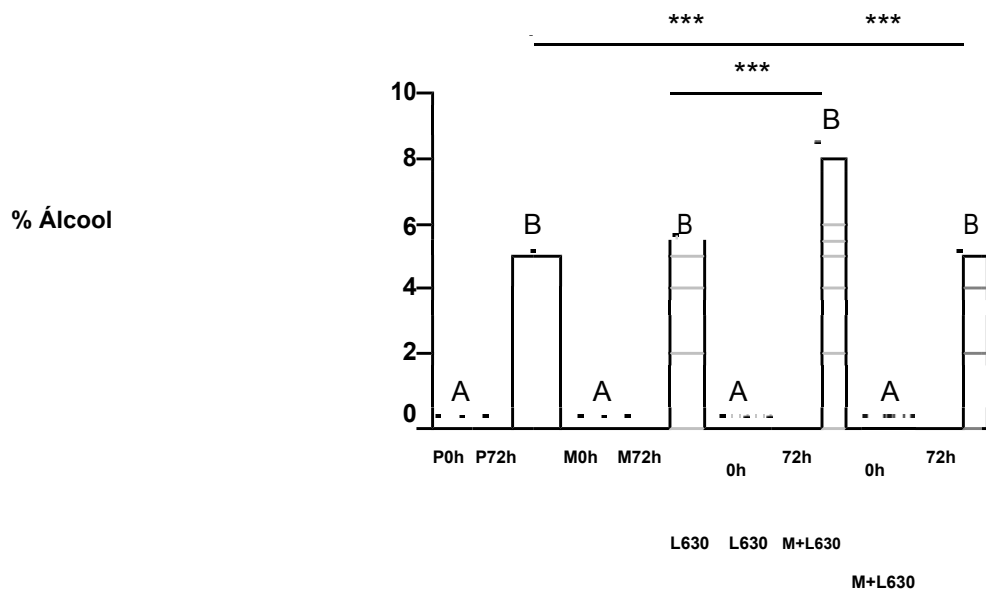 *** ***
***
10
B
8
% Álcool
6
B B B
4
2
A A A A
0
P0h P72h M0h M72h 72h 72h
0h 0h
L630 L630 M+L630
M+L630